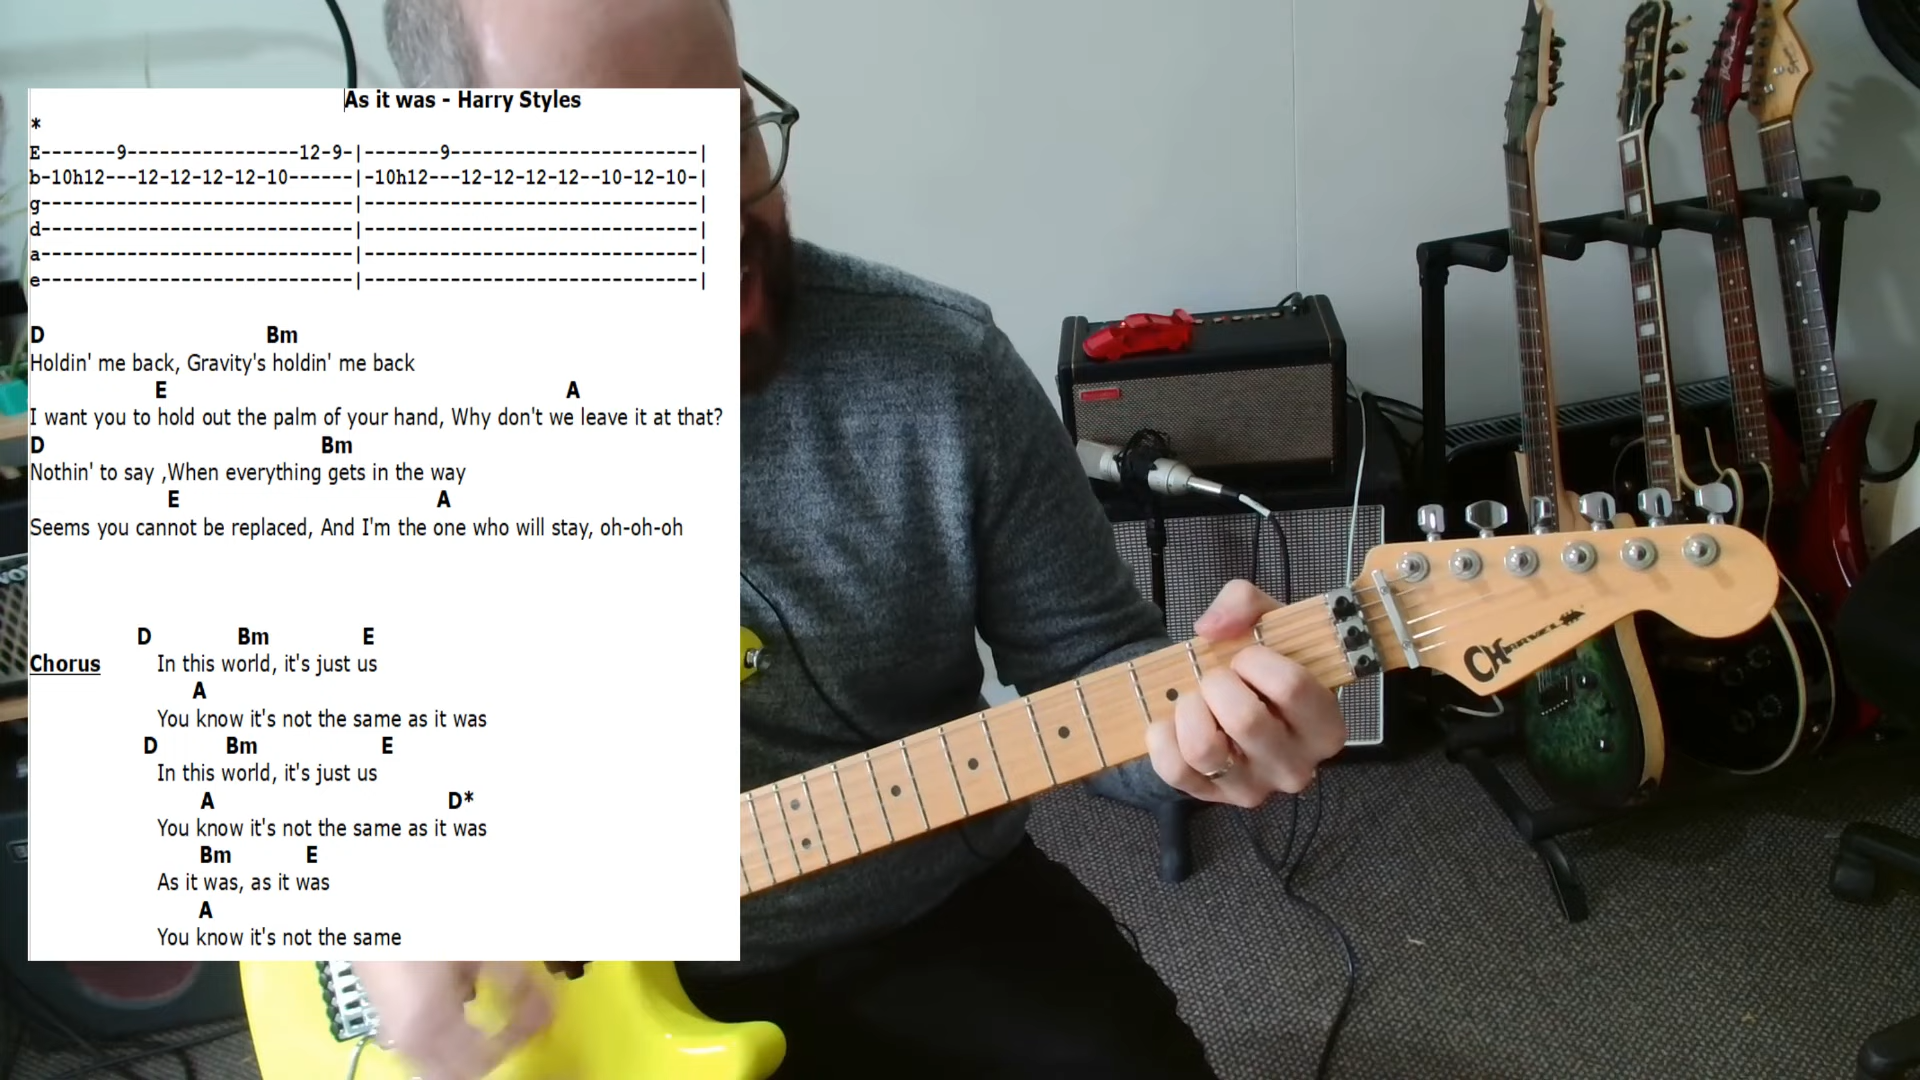 As it was - Harry Styles
*
E-------9----------------12-9-|-------9-----------------------|
b-10h12---12-12-12-12-10------|-10h12---12-12-12-12--10-12-10-|
g-----------------------------|-------------------------------|
d-----------------------------|-------------------------------|
a-----------------------------|-------------------------------|
e-----------------------------|-------------------------------|
D Bm
Holdin' me back, Gravity's holdin' me back
E A
I want you to hold out the palm of your hand, Why don't we leave it at that?
D Bm
Nothin' to say ,When everything gets in the way
E A
Seems you cannot be replaced, And I'm the one who will stay, oh-oh-oh
D Bm E
Chorus In this world, it's just us
A
You know it's not the same as it was
D Bm E
In this world, it's just us
A D*
You know it's not the same as it was
Bm E
As it was, as it was
A
You know it's not the same
CHARVEL